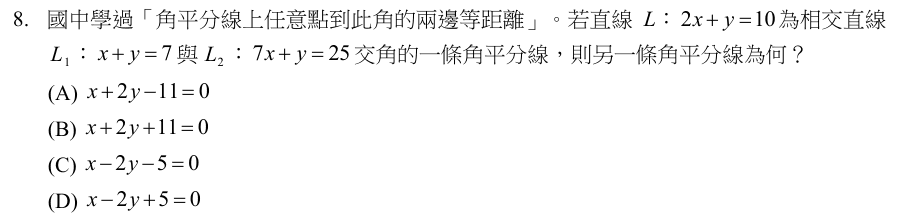 8. 國中學過「角平分線上任意點到此角的兩邊等距離」。若直線 L：2x+y=10 為相交直線
L₁：x+y=7 與 L₂：7x+y=25 交角的一條角平分線，則另一條角平分線為何？
(A) x+2y−11=0
(B) x+2y+11=0
(C) x−2y−5=0
(D) x−2y+5=0